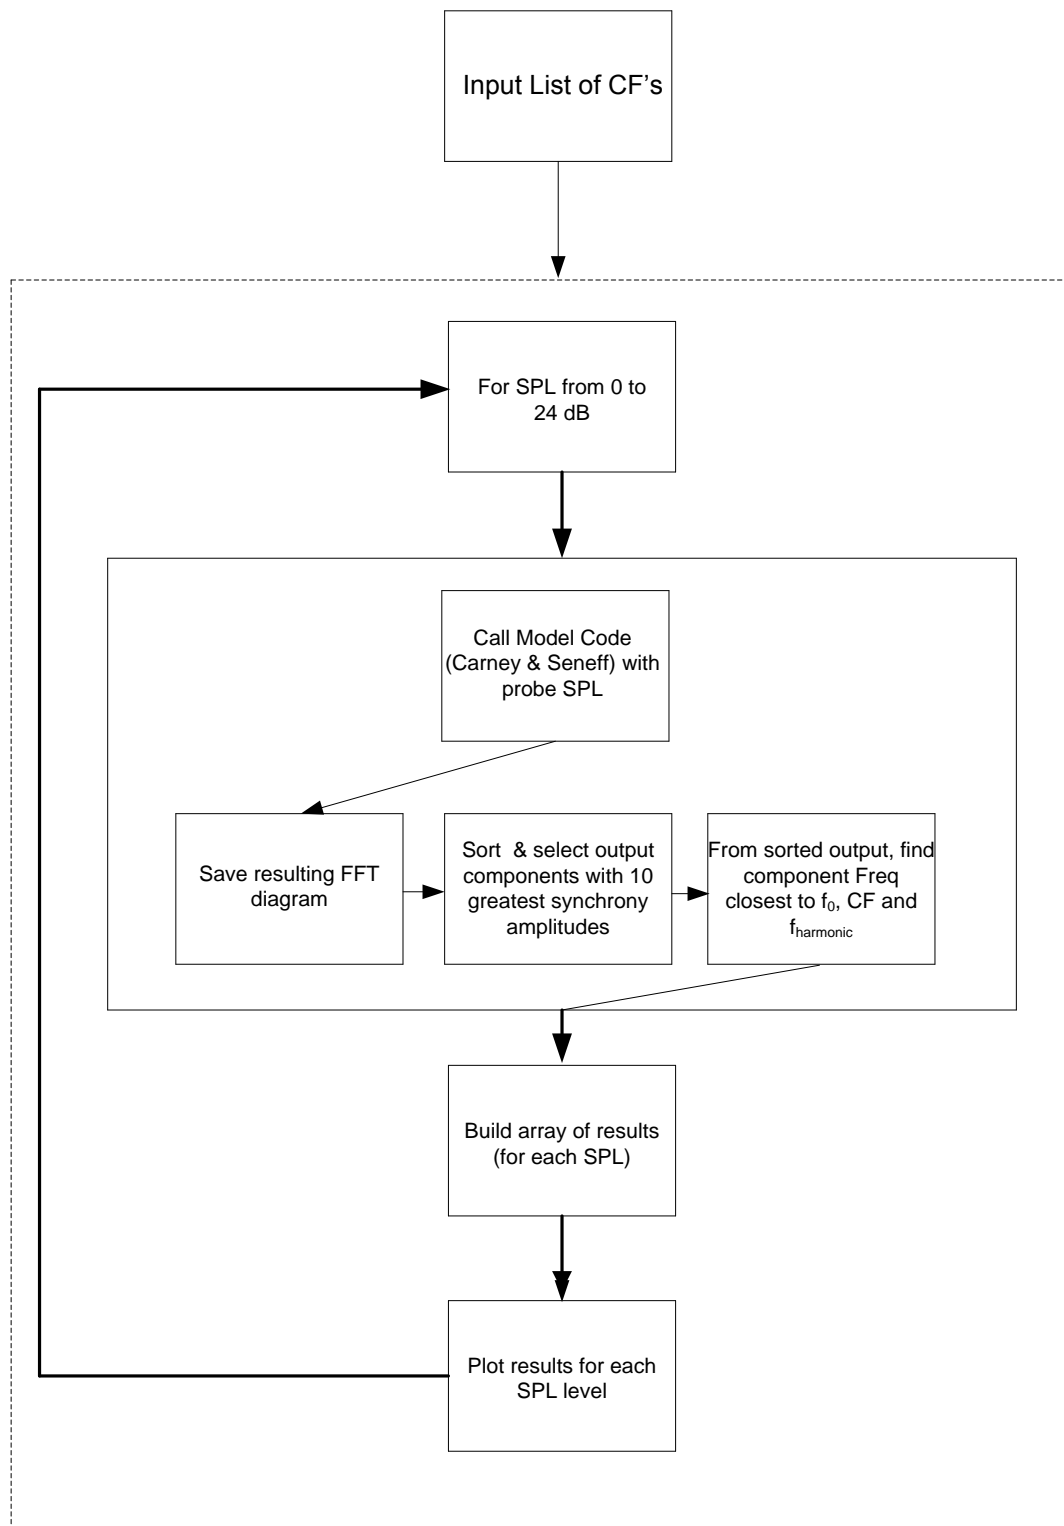 Input List of CF's
For SPL from 0 to
24 dB
Call Model Code
(Carney & Seneff) with
probe SPL
Save resulting FFT
diagram
Sort & select output
components with 10
greatest synchrony
amplitudes
From sorted output, find
component Freq
closest to f₀, CF and
fharmonic
Build array of results
(for each SPL)
Plot results for each
SPL level